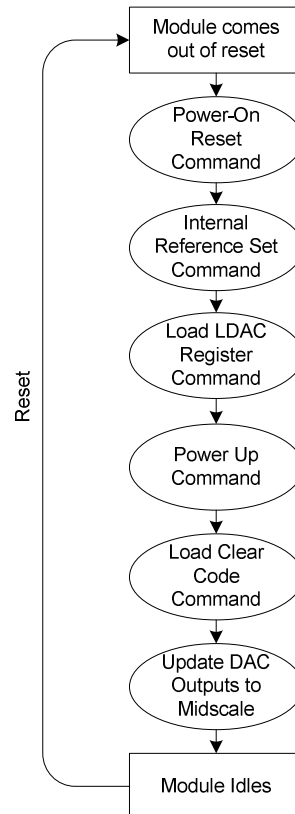 Module comes
out of reset
Power-On
Reset
Command
Internal
Reference Set
Command
Load LDAC
Register
Command
Reset
Power Up
Command
Load Clear
Code
Command
Update DAC
Outputs to
Midscale
Module Idles